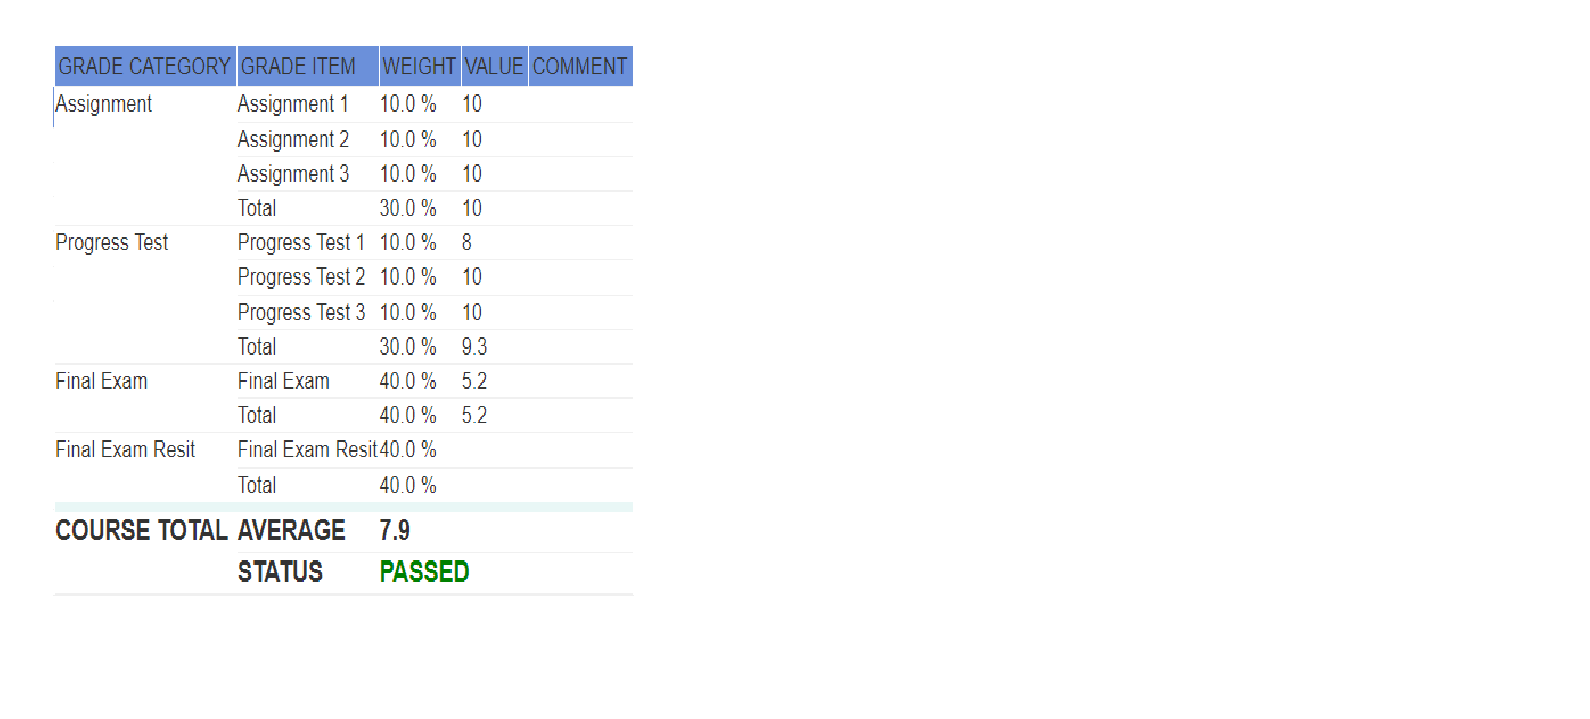 GRADE CATEGORY GRADE ITEM WEIGHT VALUE COMMENT
Assignment Assignment 1 10.0 % 10
Assignment 2 10.0 % 10
Assignment 3 10.0 % 10
Total 30.0 % 10
Progress Test Progress Test 1 10.0 % 8
Progress Test 2 10.0 % 10
Progress Test 3 10.0 % 10
Total 30.0 % 9.3
Final Exam Final Exam 40.0 % 5.2
Total 40.0 % 5.2
Final Exam Resit Final Exam Resit 40.0 %
Total 40.0 %
COURSE TOTAL AVERAGE 7.9
STATUS PASSED